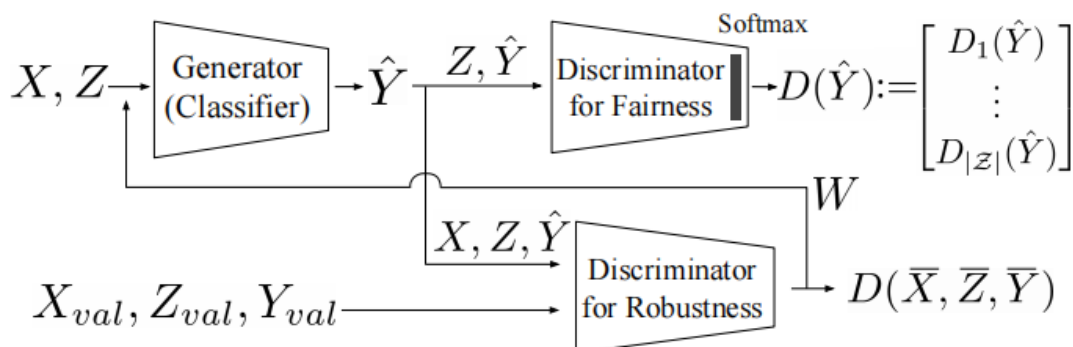 Softmax
X, Z
Generator
(Classifier)
Ŷ
Z, Ŷ
Discriminator
for Fairness
D(Ŷ):=
D₁(Ŷ)
⋮
D_|𝒵|(Ŷ)
W
X, Z, Ŷ
X_val, Z_val, Y_val
Discriminator
for Robustness
D(X̅, Z̅, Y̅)